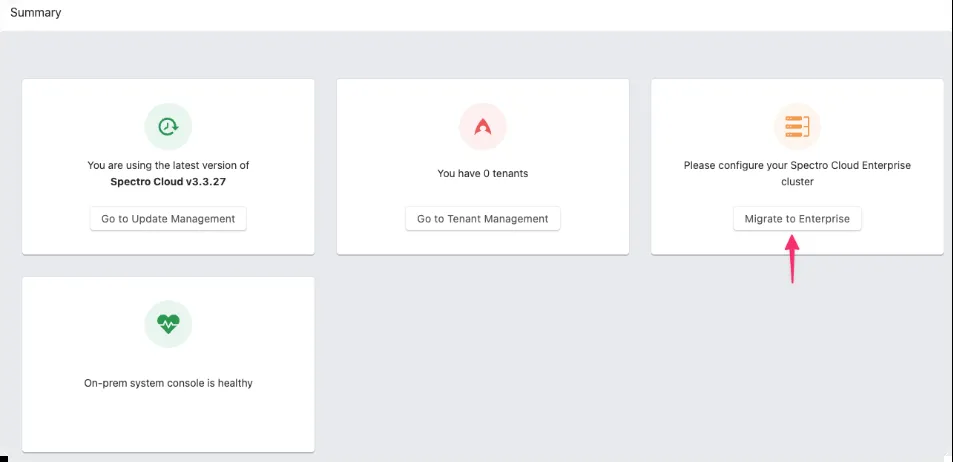 Summary
You are using the latest version of
Spectro Cloud v3.3.27
Go to Update Management
You have 0 tenants
Go to Tenant Management
Please configure your Spectro Cloud Enterprise
cluster
Migrate to Enterprise
On-prem system console is healthy